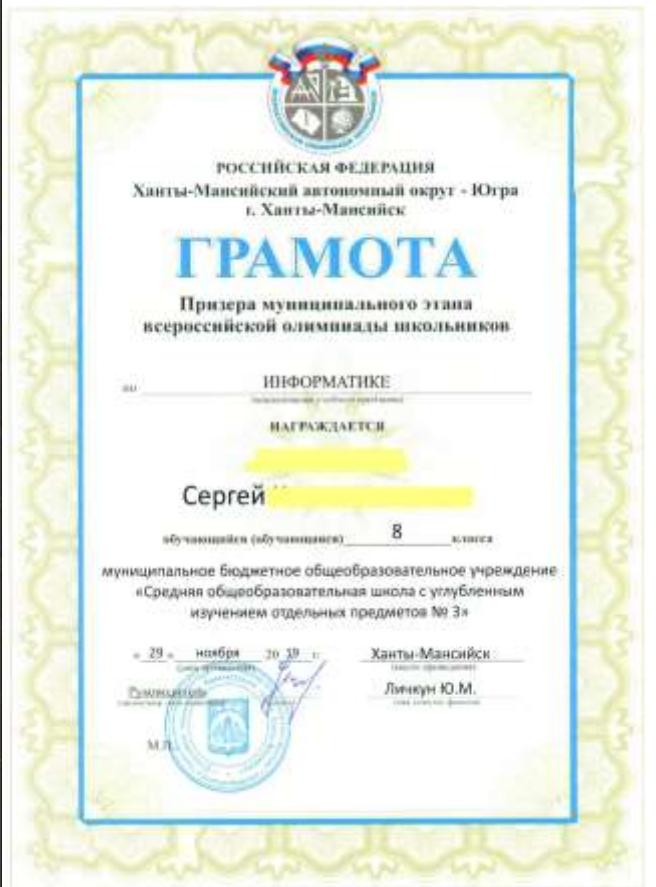 РОССИЙСКАЯ ФЕДЕРАЦИЯ
Ханты-Мансийский автономный округ - Югра
г. Ханты-Мансийск
ГРАМОТА
Призера муниципального этапа
всероссийской олимпиады школьников
по ИНФОРМАТИКЕ
НАГРАЖДАЕТСЯ
Сергей
обучающийся (обучающаяся) 8 класса
муниципальное бюджетное общеобразовательное учреждение
«Средняя общеобразовательная школа с углубленным
изучением отдельных предметов № 3»
« 29 » ноября 20 19 г. Ханты-Мансийск
Руководитель Личкун Ю.М.
М.П.